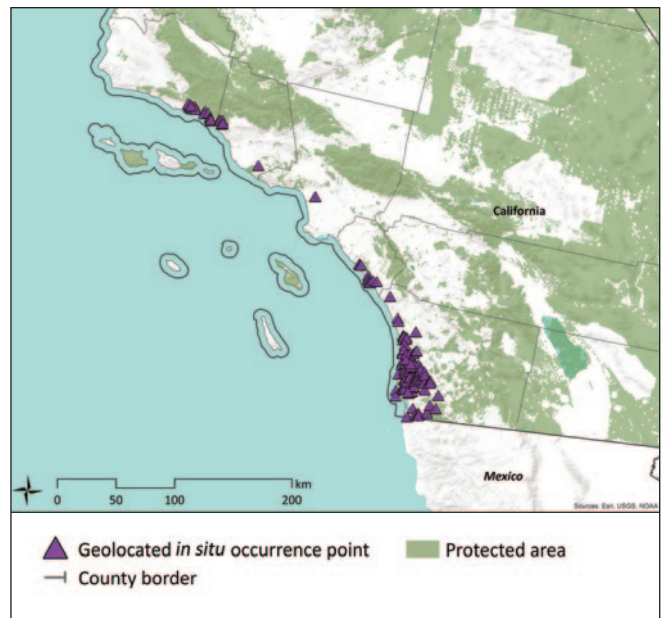 California
Mexico
km
0 50 100 200
Sources: Esri, USGS, NOAA
Geolocated in situ occurrence point
Protected area
County border